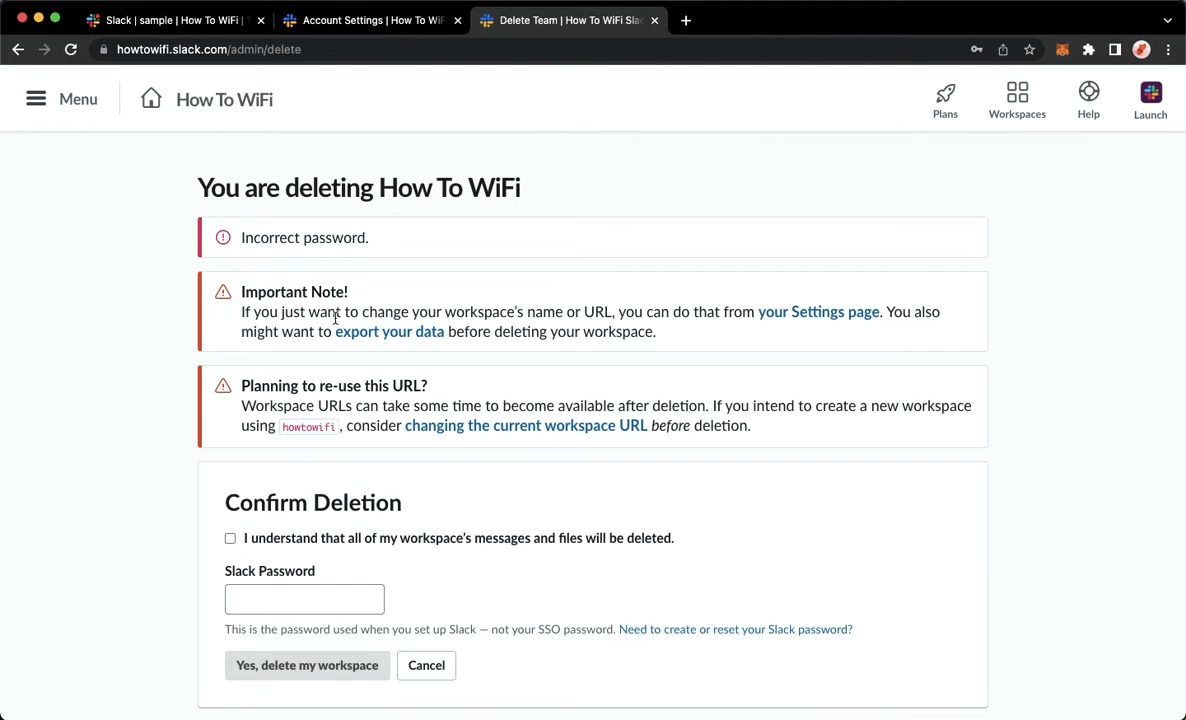 Slack | sample | How To WiFi |
Account Settings | How To WiF
Delete Team | How To WiFi Sla
howtowifi.slack.com/admin/delete
Menu
How To WiFi
Plans
Workspaces
Help
Launch
You are deleting How To WiFi
Incorrect password.
Important Note!
If you just want to change your workspace's name or URL, you can do that from your Settings page. You also
might want to export your data before deleting your workspace.
Planning to re-use this URL?
Workspace URLs can take some time to become available after deletion. If you intend to create a new workspace
using howtowifi, consider changing the current workspace URL before deletion.
Confirm Deletion
I understand that all of my workspace's messages and files will be deleted.
Slack Password
This is the password used when you set up Slack — not your SSO password. Need to create or reset your Slack password?
Yes, delete my workspace
Cancel